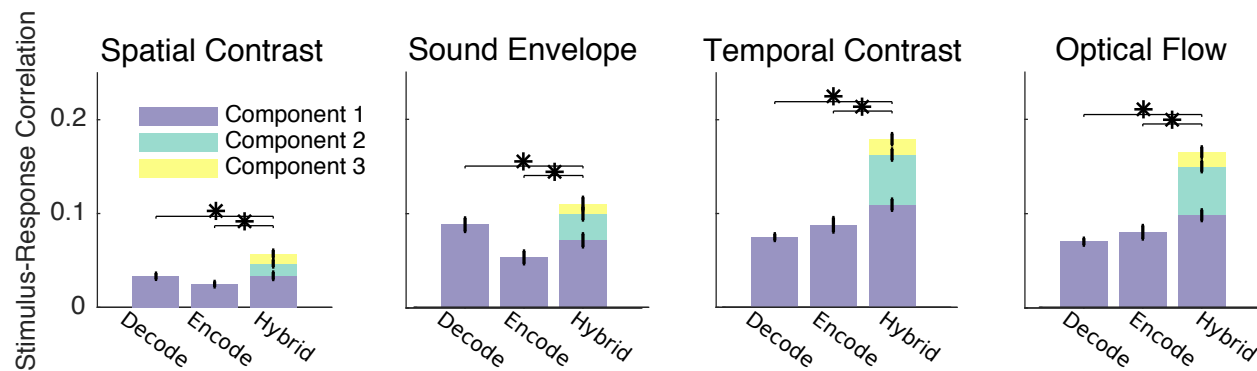 Stimulus-Response Correlation
Spatial Contrast
Sound Envelope
Temporal Contrast
Optical Flow
0.2
0.1
0
Component 1
Component 2
Component 3
Decode
Encode
Hybrid
Decode
Encode
Hybrid
Decode
Encode
Hybrid
Decode
Encode
Hybrid